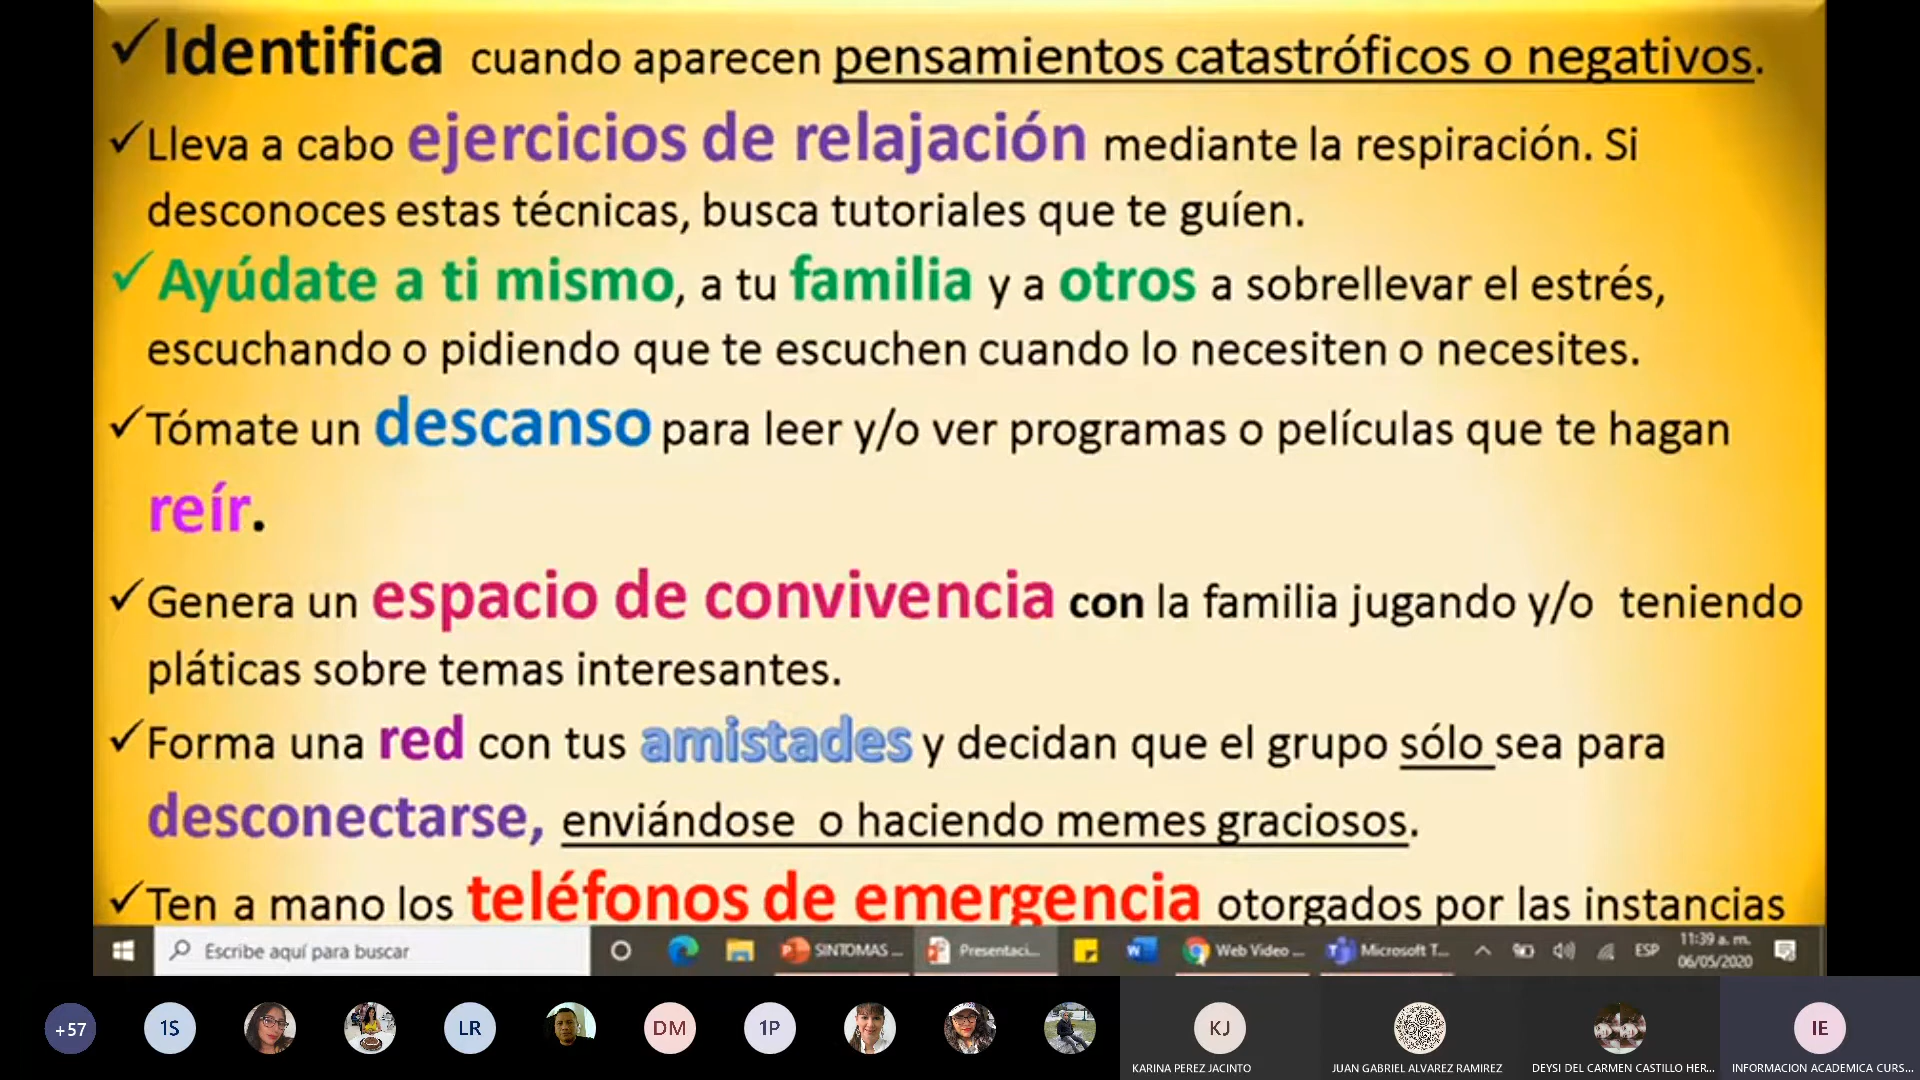 ✓Identifica cuando aparecen pensamientos catastróficos o negativos.
✓Lleva a cabo ejercicios de relajación mediante la respiración. Si
desconoces estas técnicas, busca tutoriales que te guíen.
✓Ayúdate a ti mismo, a tu familia y a otros a sobrellevar el estrés,
escuchando o pidiendo que te escuchen cuando lo necesiten o necesites.
✓Tómate un descanso para leer y/o ver programas o películas que te hagan
reír.
✓Genera un espacio de convivencia con la familia jugando y/o teniendo
pláticas sobre temas interesantes.
✓Forma una red con tus amistades y decidan que el grupo sólo sea para
desconectarse, enviándose o haciendo memes graciosos.
✓Ten a mano los teléfonos de emergencia otorgados por las instancias
Escribe aquí para buscar SINTOMAS ... Presentaci... Web Video ... Microsoft T... ESP 11:39 a. m.
06/05/2020
+57 1S LR DM 1P KJ IE
KARINA PEREZ JACINTO JUAN GABRIEL ALVAREZ RAMIREZ DEYSI DEL CARMEN CASTILLO HER... INFORMACION ACADEMICA CURS...